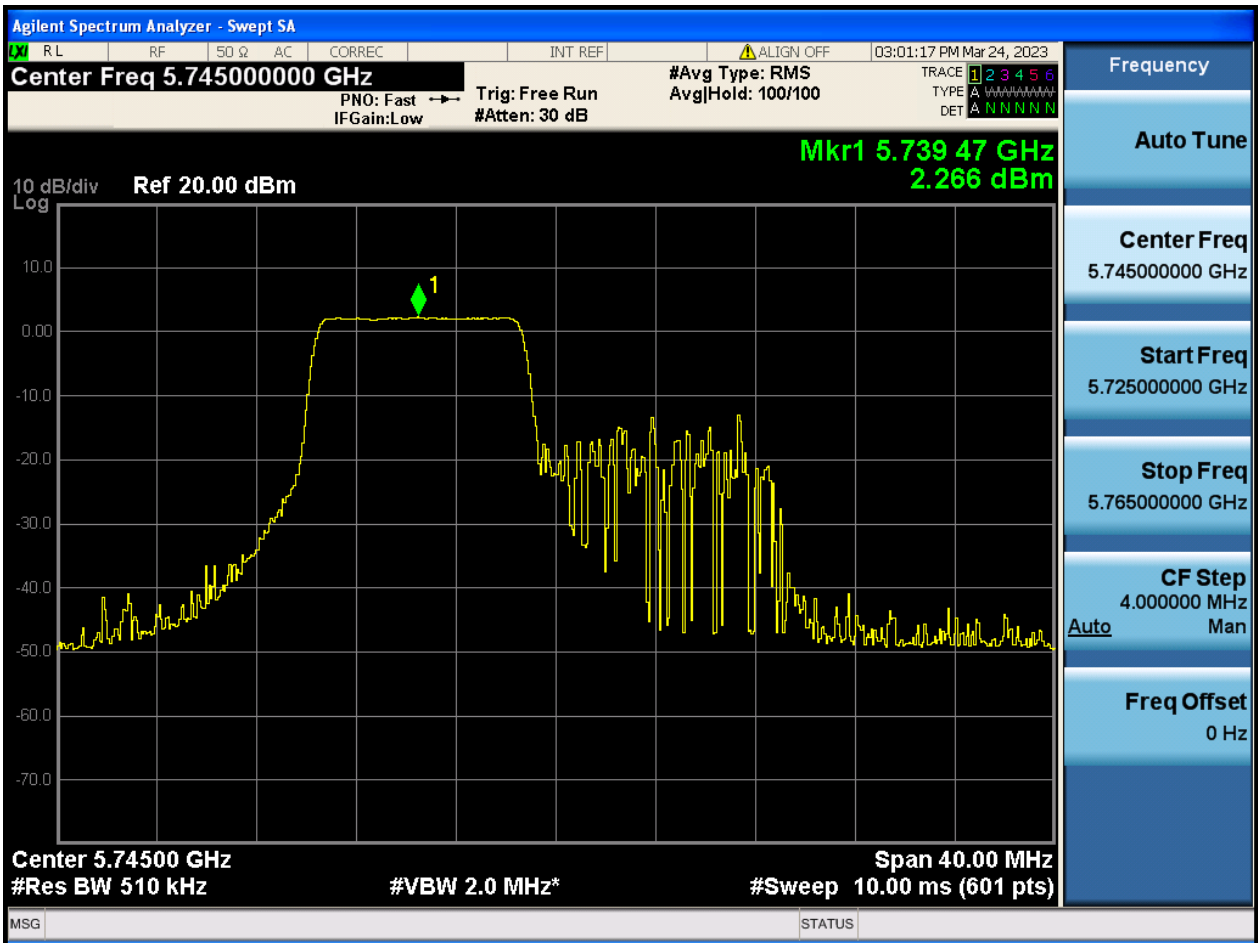 Agilent Spectrum Analyzer - Swept SA
LXI RL RF 50 Ω AC CORREC INT REF ALIGN OFF 03:01:17 PM Mar 24, 2023
Center Freq 5.745000000 GHz
PNO: Fast
IFGain:Low
Trig: Free Run
#Atten: 30 dB
#Avg Type: RMS
Avg|Hold: 100/100
TRACE 1 2 3 4 5 6
TYPE A WWWWW
DET A N N N N N
Mkr1 5.739 47 GHz
2.266 dBm
10 dB/div Ref 20.00 dBm
Log
10.0
0.00
-10.0
-20.0
-30.0
-40.0
-50.0
-60.0
-70.0
1
Center 5.74500 GHz Span 40.00 MHz
#Res BW 510 kHz #VBW 2.0 MHz* #Sweep 10.00 ms (601 pts)
MSG STATUS
Frequency
Auto Tune
Center Freq
5.745000000 GHz
Start Freq
5.725000000 GHz
Stop Freq
5.765000000 GHz
CF Step
4.000000 MHz
Auto Man
Freq Offset
0 Hz